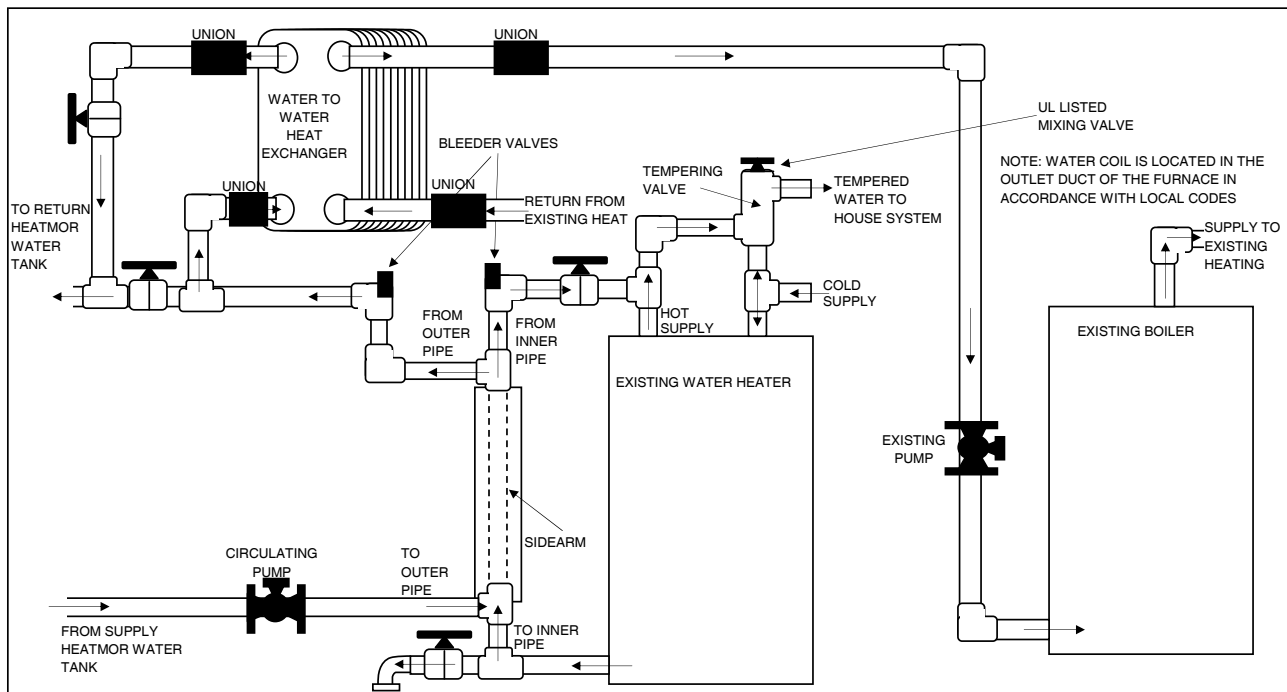 UNION
UNION
WATER TO
WATER
HEAT
EXCHANGER
UL LISTED
MIXING VALVE
BLEEDER VALVES
TEMPERING
VALVE
NOTE: WATER COIL IS LOCATED IN THE
OUTLET DUCT OF THE FURNACE IN
ACCORDANCE WITH LOCAL CODES
UNION
UNION
TO RETURN
HEATMOR
WATER
TANK
RETURN FROM
EXISTING HEAT
TEMPERED
WATER TO
HOUSE SYSTEM
SUPPLY TO
EXISTING
HEATING
COLD
SUPPLY
FROM
OUTER
PIPE
FROM
INNER
PIPE
HOT
SUPPLY
EXISTING BOILER
EXISTING WATER HEATER
EXISTING
PUMP
SIDEARM
CIRCULATING
PUMP
TO
OUTER
PIPE
FROM SUPPLY
HEATMOR WATER
TANK
TO INNER
PIPE